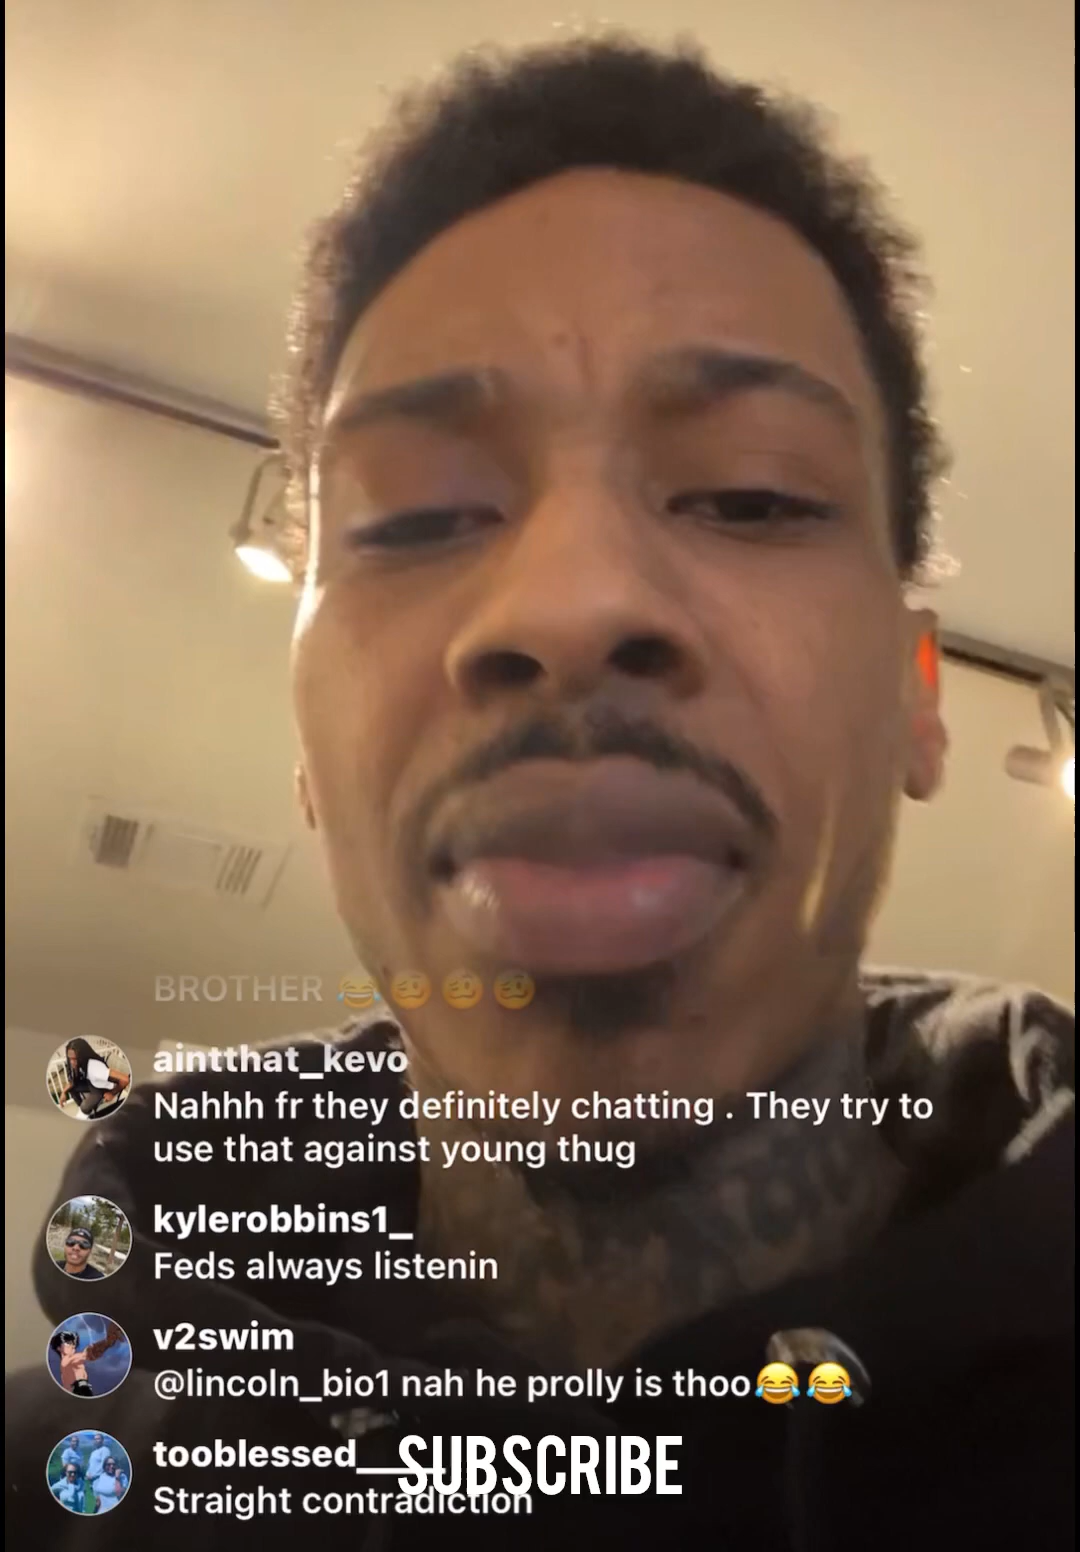 BROTHER 😂🥴🥴🥴
aintthat_kevo
Nahhh fr they definitely chatting . They try to
use that against young thug
kylerobbins1_
Feds always listenin
v2swim
@lincoln_bio1 nah he prolly is thoo😂😂
tooblessed____
SUBSCRIBE
Straight contradiction